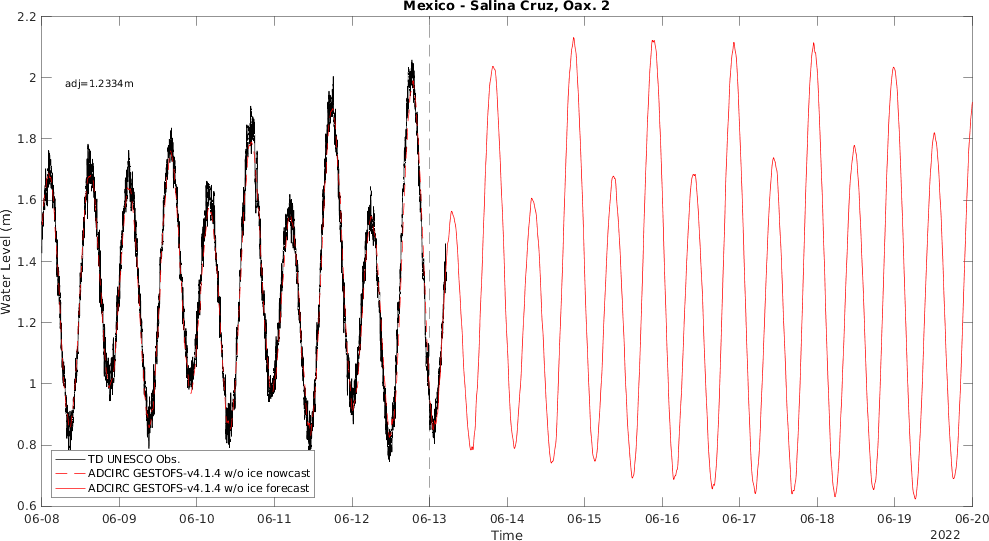 Mexico - Salina Cruz, Oax. 2
2.2
2
1.8
1.6
1.4
1.2
1
0.8
0.6
Water Level (m)
adj=1.2334m
TD UNESCO Obs.
ADCIRC GESTOFS-v4.1.4 w/o ice nowcast
ADCIRC GESTOFS-v4.1.4 w/o ice forecast
06-08 06-09 06-10 06-11 06-12 06-13 06-14 06-15 06-16 06-17 06-18 06-19 06-20
Time
2022